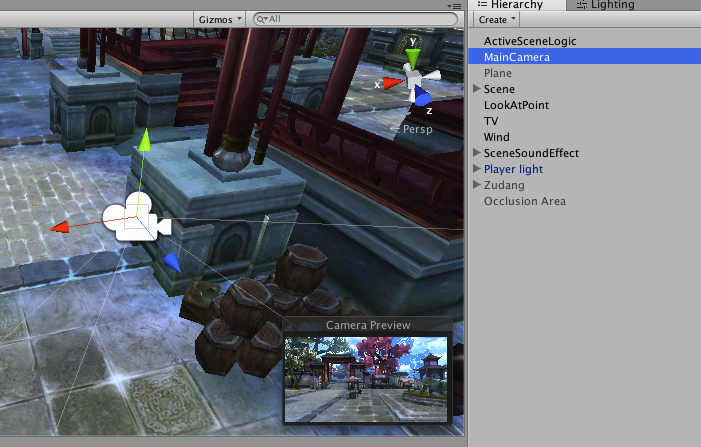 Hierarchy
Lighting
Gizmos
All
Create
ActiveSceneLogic
MainCamera
Plane
Scene
LookAtPoint
TV
Wind
SceneSoundEffect
Player light
Zudang
Occlusion Area
y
x
z
Persp
Camera Preview